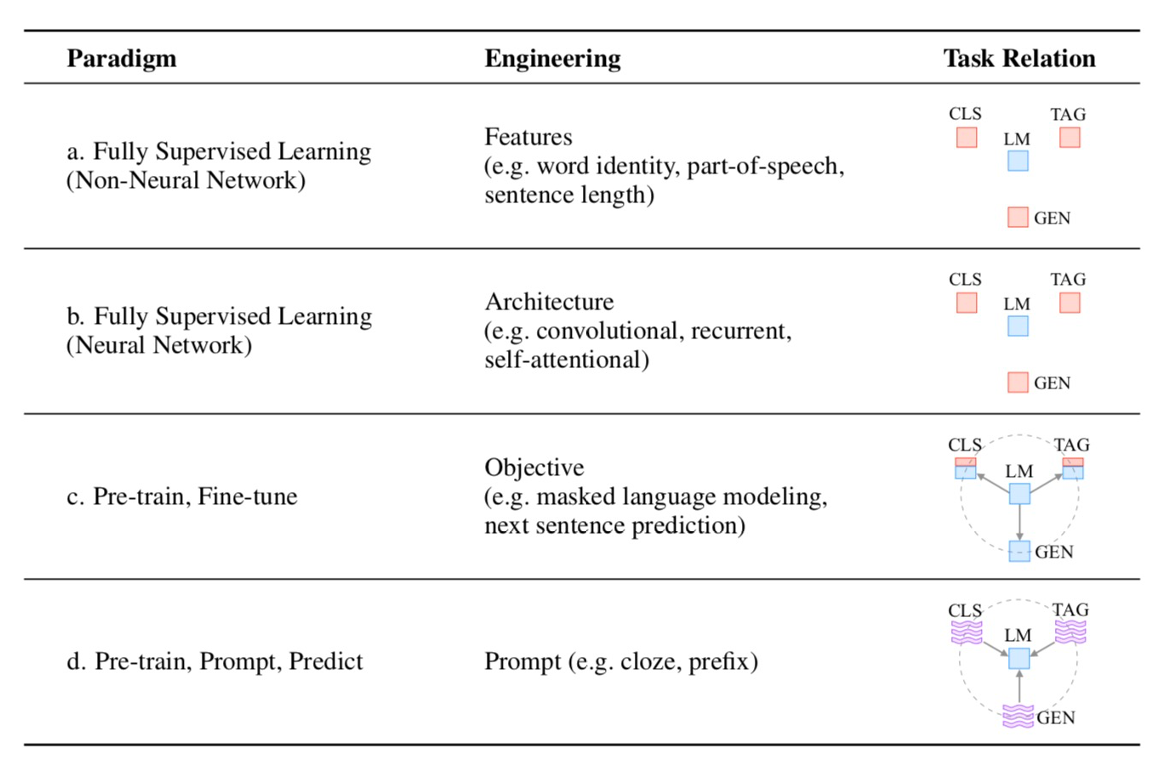 Paradigm Engineering Task Relation
a. Fully Supervised Learning
(Non-Neural Network)
Features
(e.g. word identity, part-of-speech,
sentence length)
CLS TAG
LM
GEN
b. Fully Supervised Learning
(Neural Network)
Architecture
(e.g. convolutional, recurrent,
self-attentional)
CLS TAG
LM
GEN
c. Pre-train, Fine-tune
Objective
(e.g. masked language modeling,
next sentence prediction)
CLS TAG
LM
GEN
d. Pre-train, Prompt, Predict
Prompt (e.g. cloze, prefix)
CLS TAG
LM
GEN